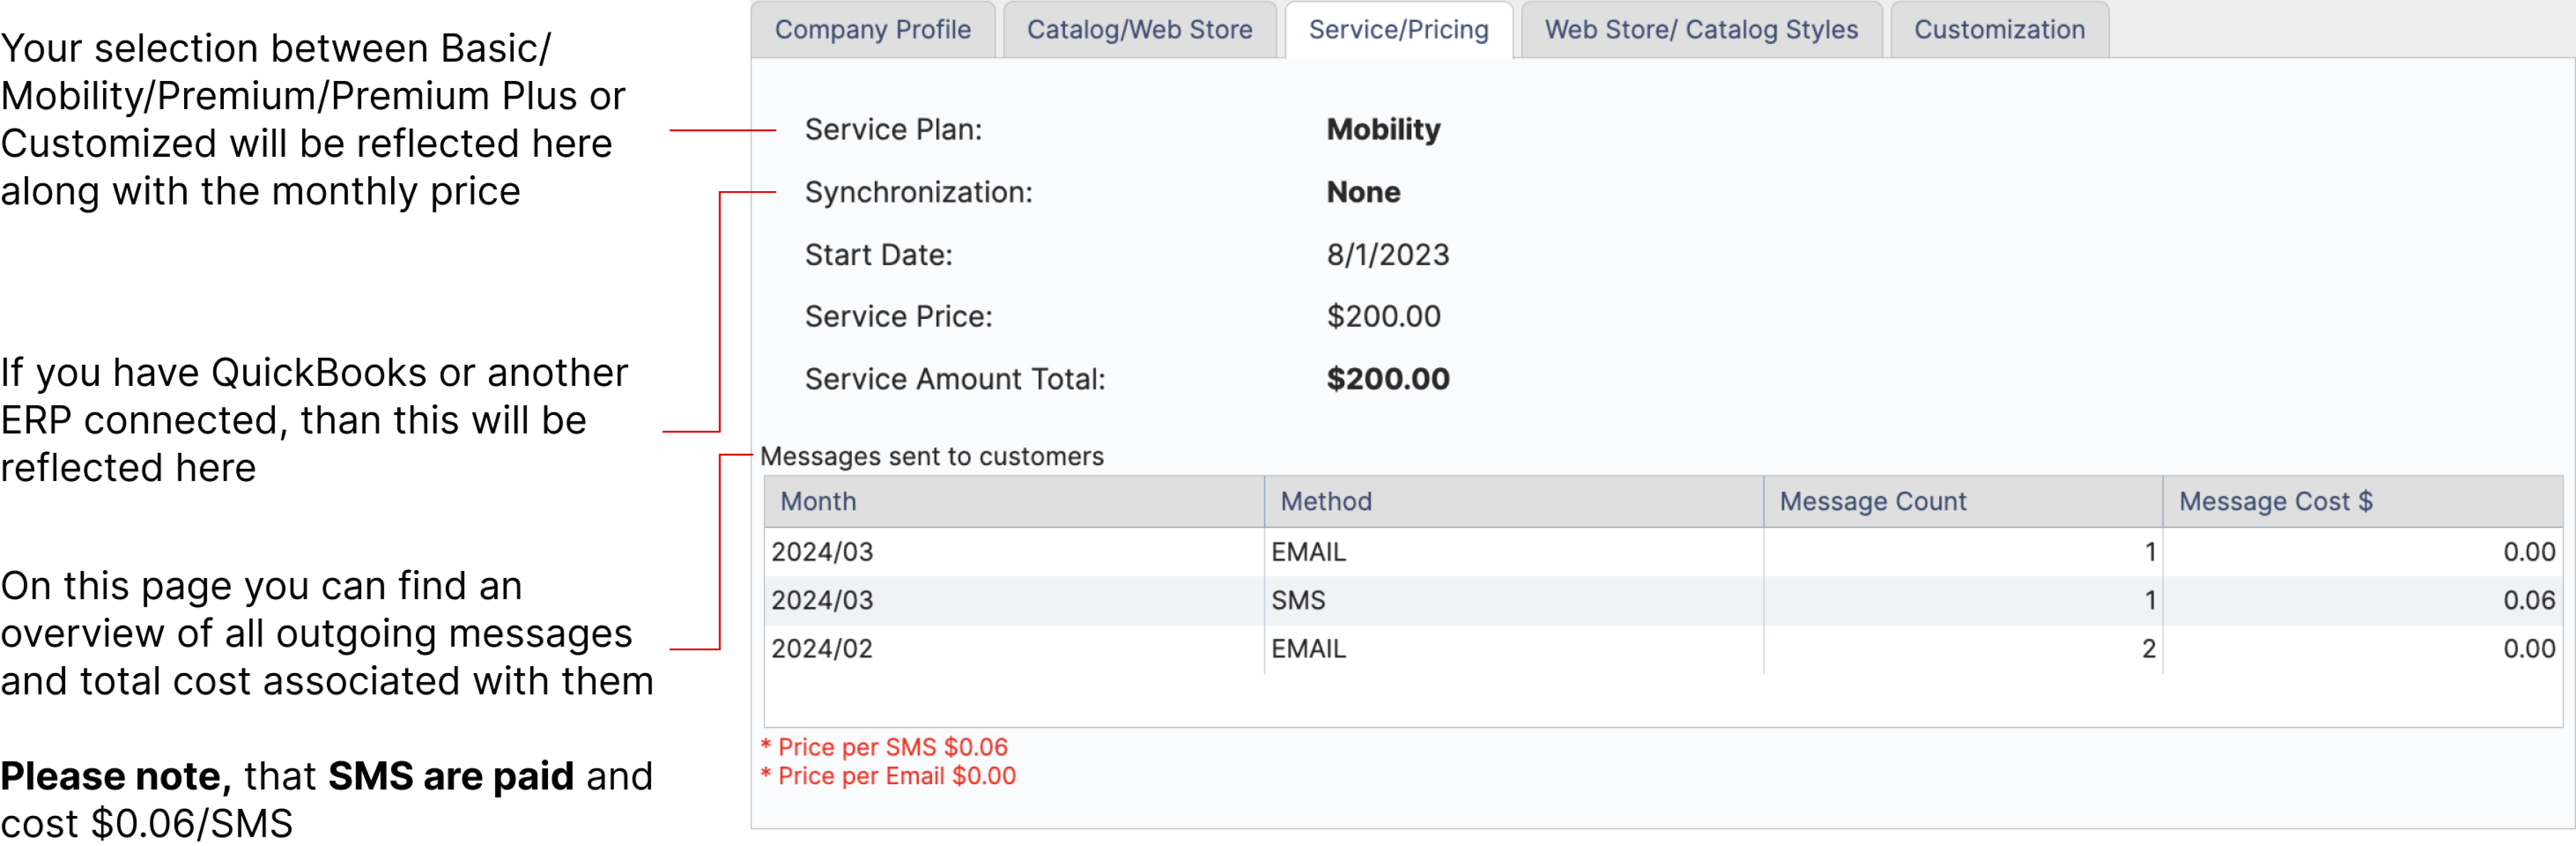 Your selection between Basic/
Mobility/Premium/Premium Plus or
Customized will be reflected here
along with the monthly price
If you have QuickBooks or another
ERP connected, than this will be
reflected here
On this page you can find an
overview of all outgoing messages
and total cost associated with them
Please note, that SMS are paid and
cost $0.06/SMS
Company Profile Catalog/Web Store Service/Pricing Web Store/ Catalog Styles Customization
Service Plan: Mobility
Synchronization: None
Start Date: 8/1/2023
Service Price: $200.00
Service Amount Total: $200.00
Messages sent to customers
Month Method Message Count Message Cost $
2024/03 EMAIL 1 0.00
2024/03 SMS 1 0.06
2024/02 EMAIL 2 0.00
* Price per SMS $0.06
* Price per Email $0.00